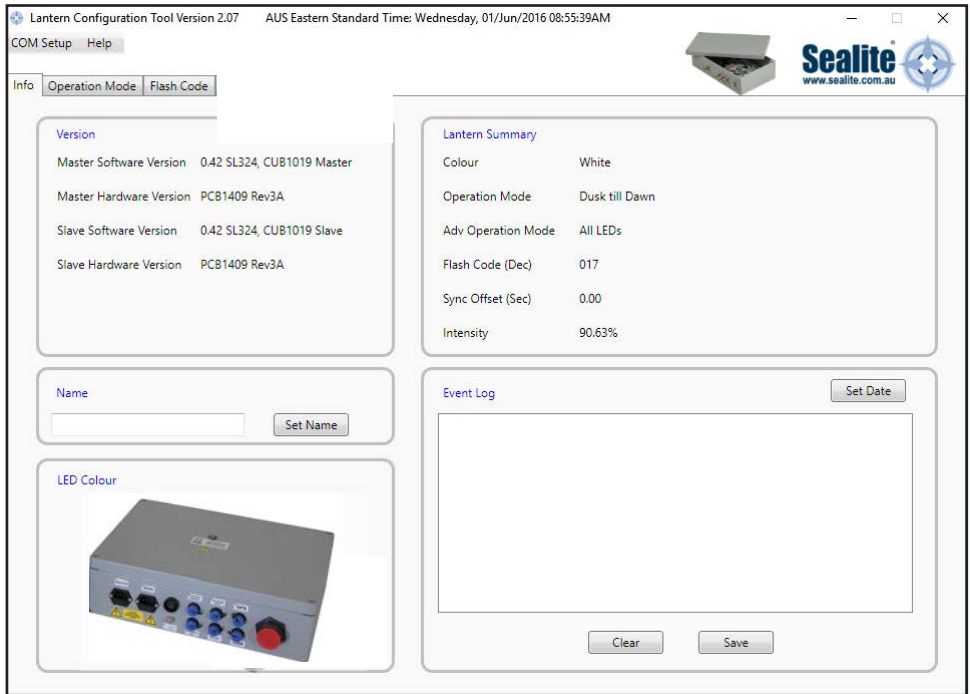 Lantern Configuration Tool Version 2.07 AUS Eastern Standard Time: Wednesday, 01/Jun/2016 08:55:39AM
COM Setup Help
Sealite
www.sealite.com.au
Info Operation Mode Flash Code
Version
Master Software Version 0.42 SL324, CUB1019 Master
Master Hardware Version PCB1409 Rev3A
Slave Software Version 0.42 SL324, CUB1019 Slave
Slave Hardware Version PCB1409 Rev3A
Lantern Summary
Colour White
Operation Mode Dusk till Dawn
Adv Operation Mode All LEDs
Flash Code (Dec) 017
Sync Offset (Sec) 0.00
Intensity 90.63%
Name
Set Name
LED Colour
Event Log
Set Date
Clear Save